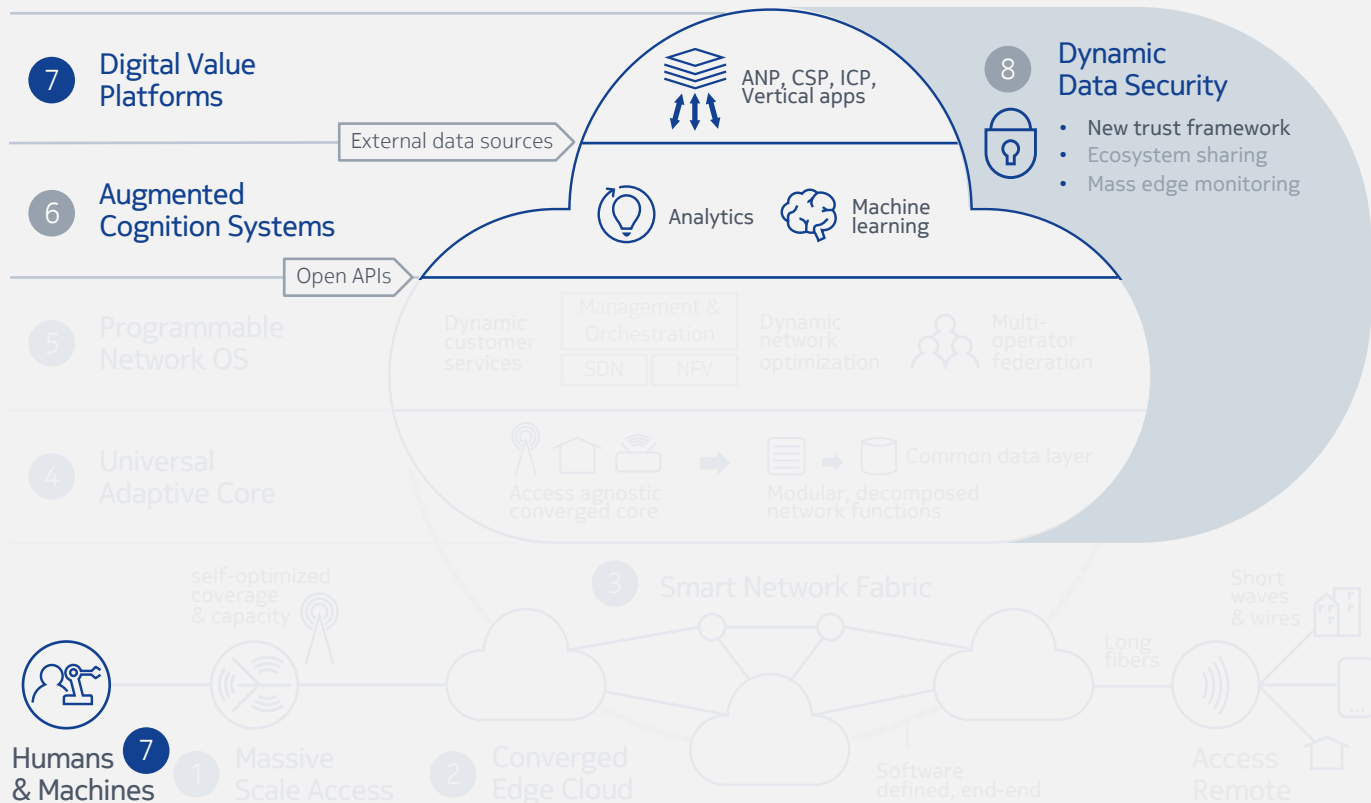 7
Digital Value
Platforms
ANP, CSP, ICP,
Vertical apps
8
Dynamic
Data Security
• New trust framework
• Ecosystem sharing
• Mass edge monitoring
External data sources
6
Augmented
Cognition Systems
Analytics
Machine
learning
Open APIs
5
Programmable
Network OS
Dynamic
customer
services
Management &
Orchestration
SDN
NFV
Dynamic
network
optimization
Multi-
operator
federation
4
Universal
Adaptive Core
Access agnostic
converged core
Common data layer
Modular, decomposed
network functions
self-optimized
coverage
& capacity
3
Smart Network Fabric
Short
waves
& wires
Long
fibers
Humans
& Machines
7
1
Massive
Scale Access
2
Converged
Edge Cloud
Software
defined, end-end
Access
Remote
...